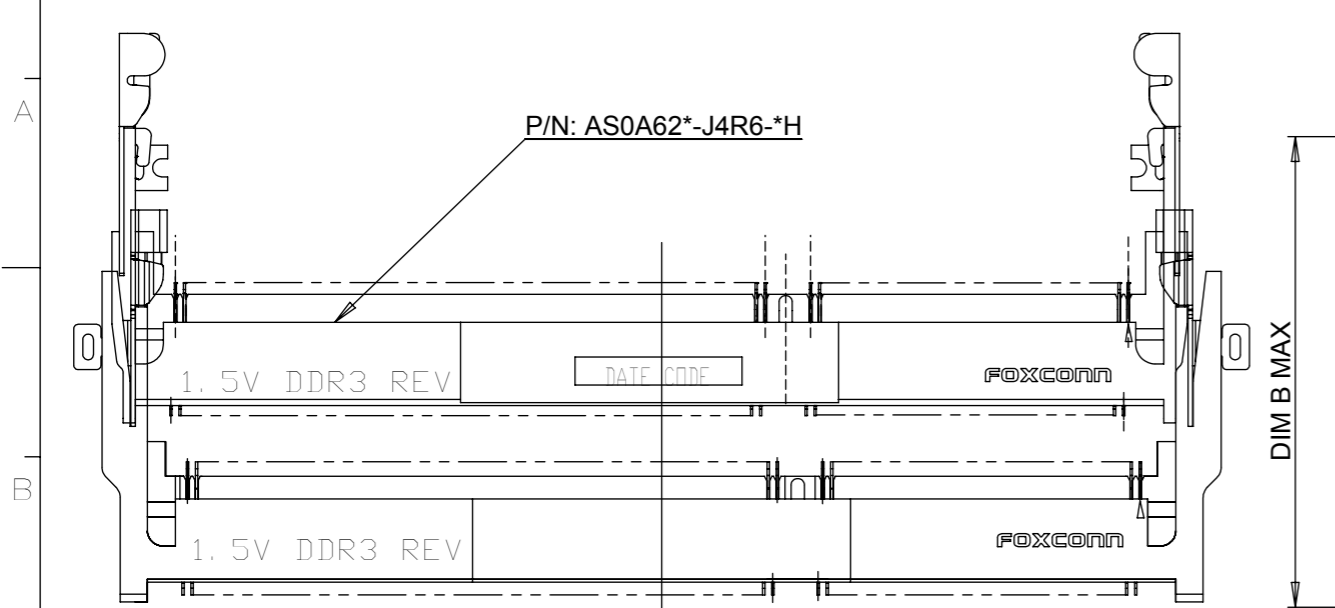 A
P/N: AS0A62*-J4R6-*H
1.5V DDR3 REV
DATE CODE
FOXCONN
DIM B MAX
B
1.5V DDR3 REV
FOXCONN